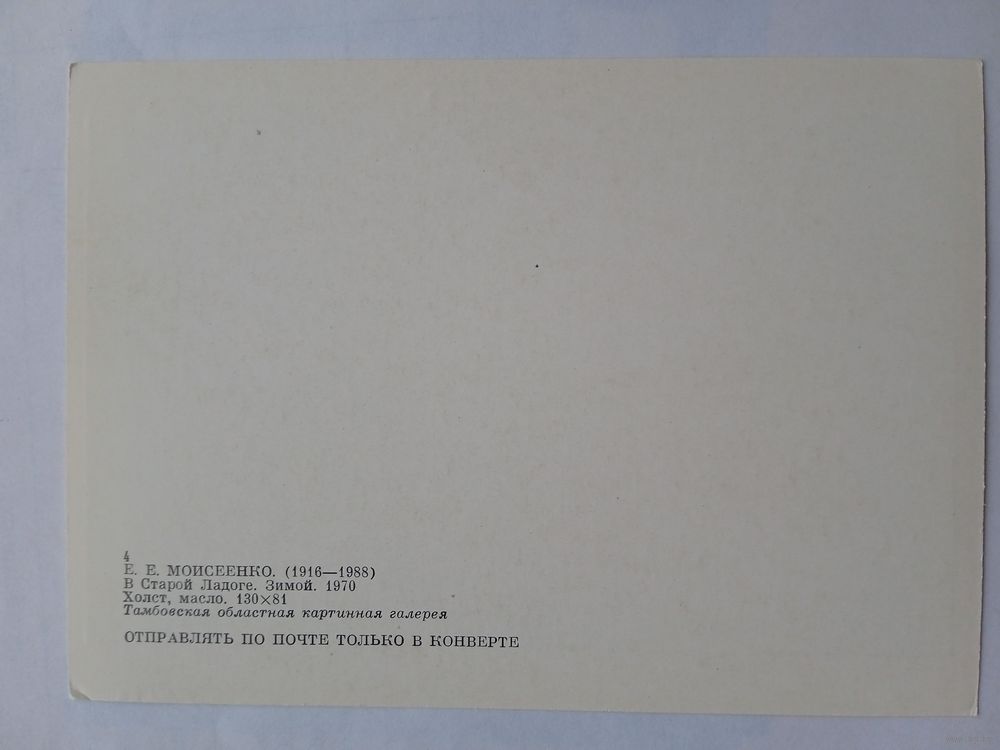 4
Е. Е. МОИСЕЕНКО. (1916—1988)
В Старой Ладоге. Зимой. 1970
Холст, масло. 130×81
Тамбовская областная картинная галерея
ОТПРАВЛЯТЬ ПО ПОЧТЕ ТОЛЬКО В КОНВЕРТЕ